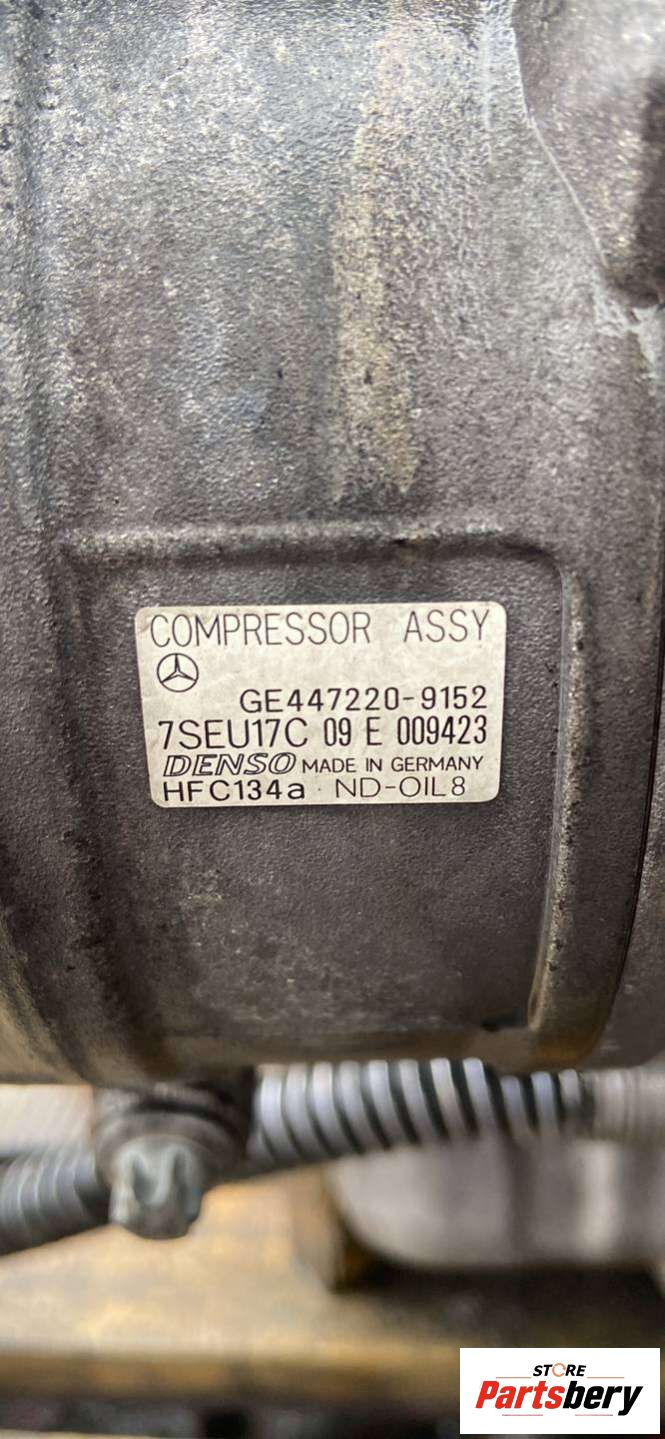 COMPRESSOR ASSY
GE447220-9152
7SEU17C 09 E 009423
DENSO MADE IN GERMANY
HFC134a · ND-OIL8
STORE
Partsbery